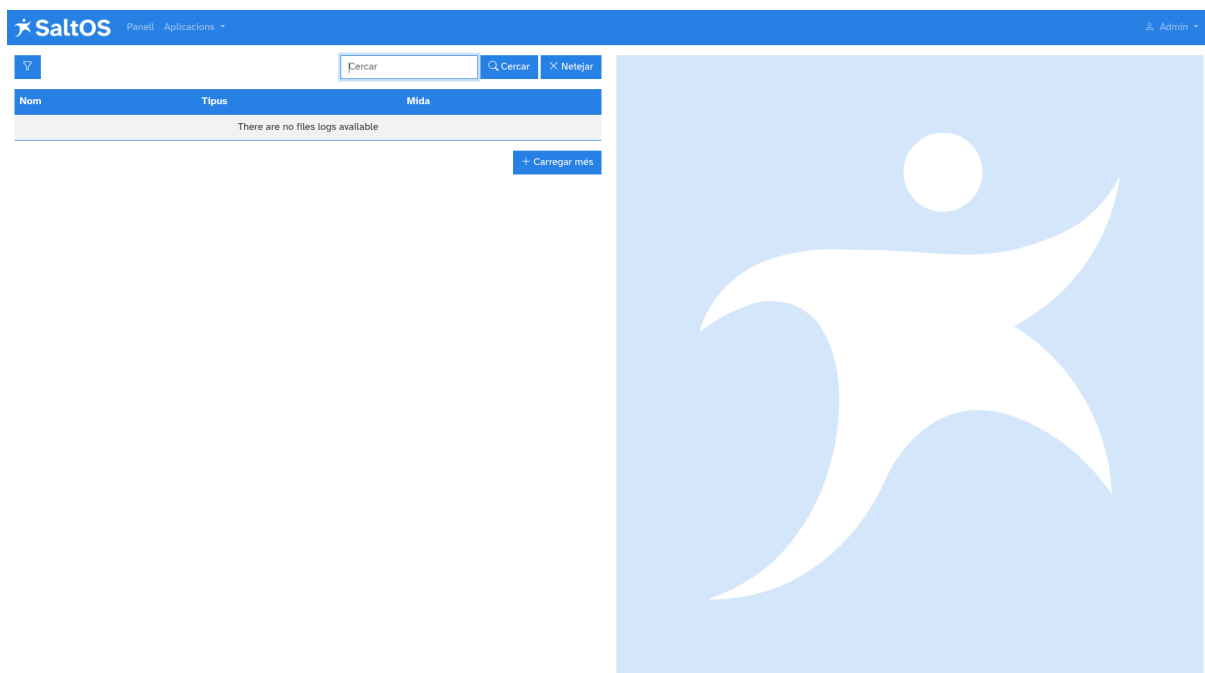 SaltOS Panell Aplicacions Admin
Cercar Cercar Netejar
Nom Tipus Mida
There are no files logs available
+ Carregar més